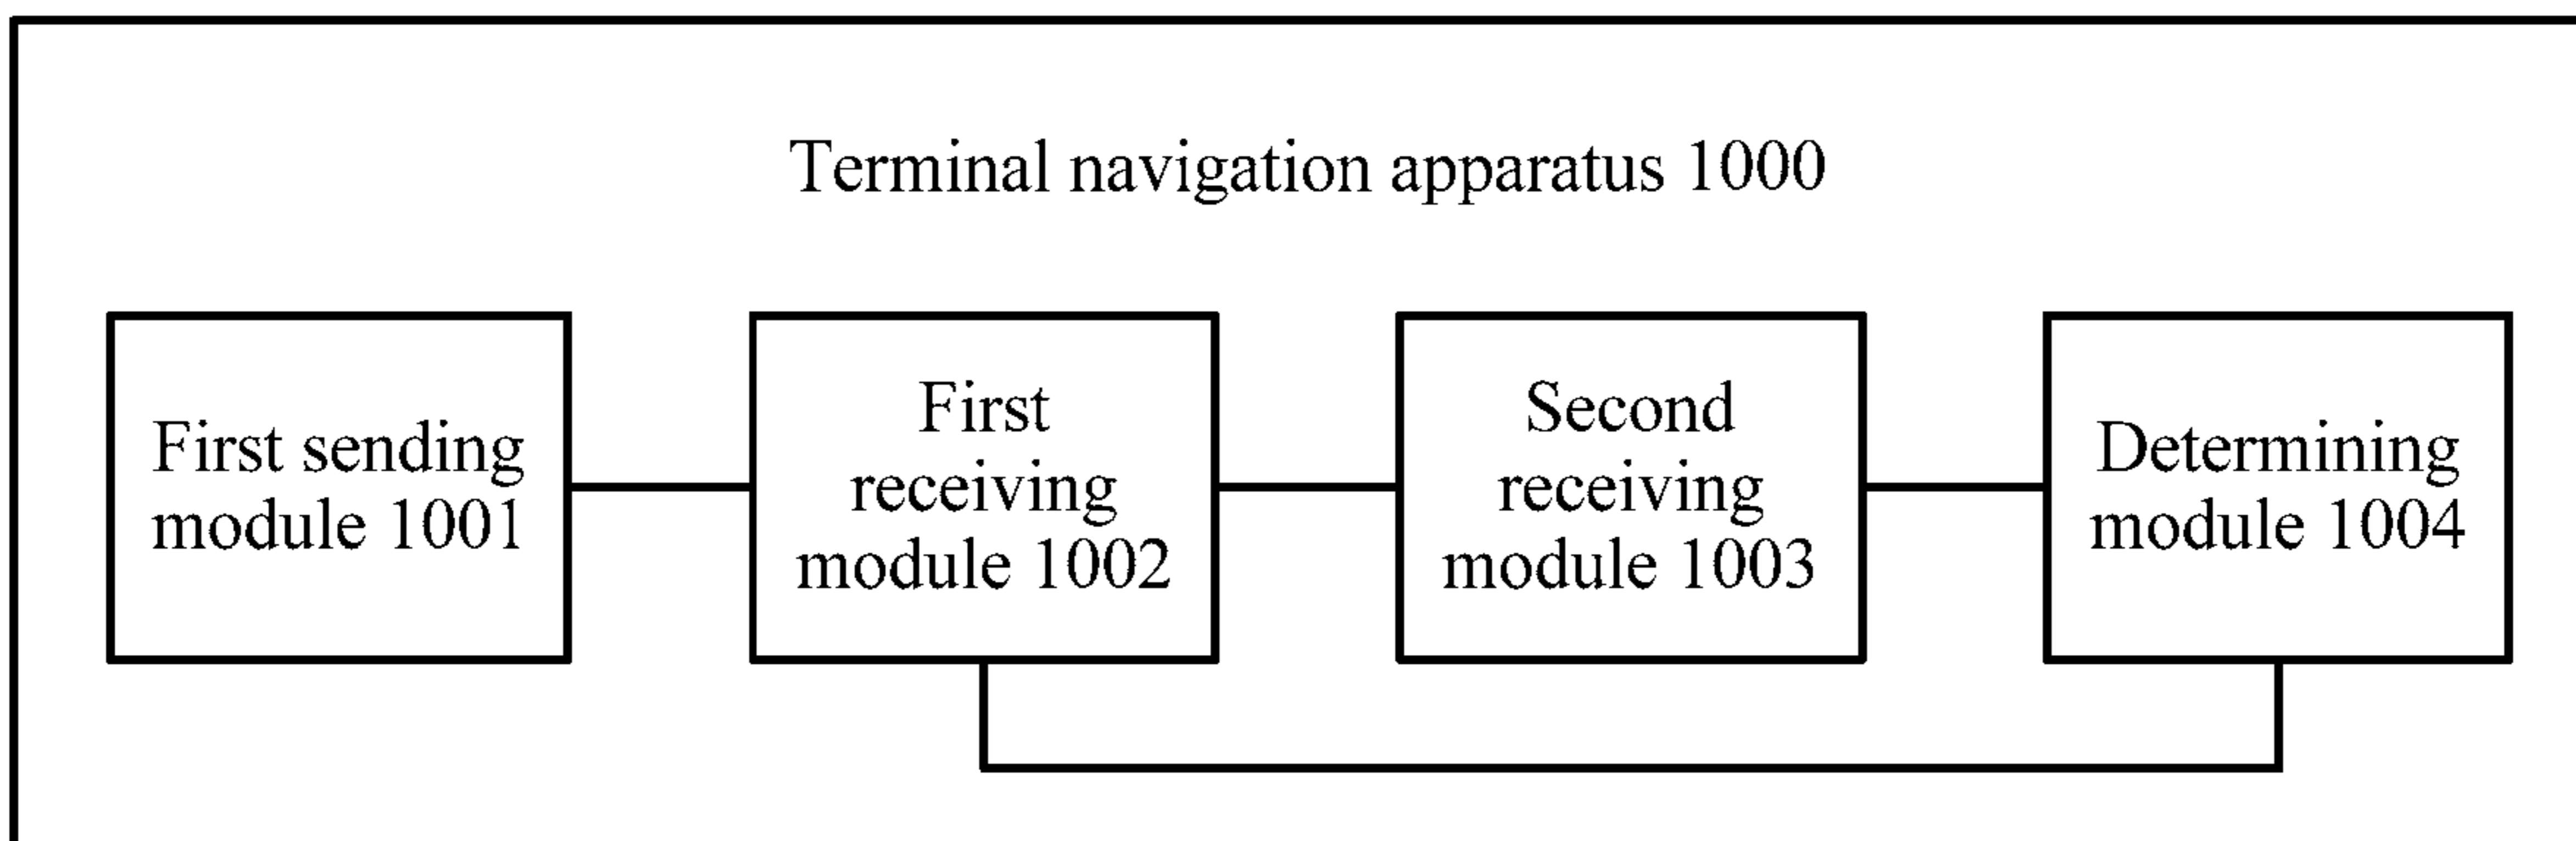 Terminal navigation apparatus 1000
First sending
module 1001
First
receiving
module 1002
Second
receiving
module 1003
Determining
module 1004